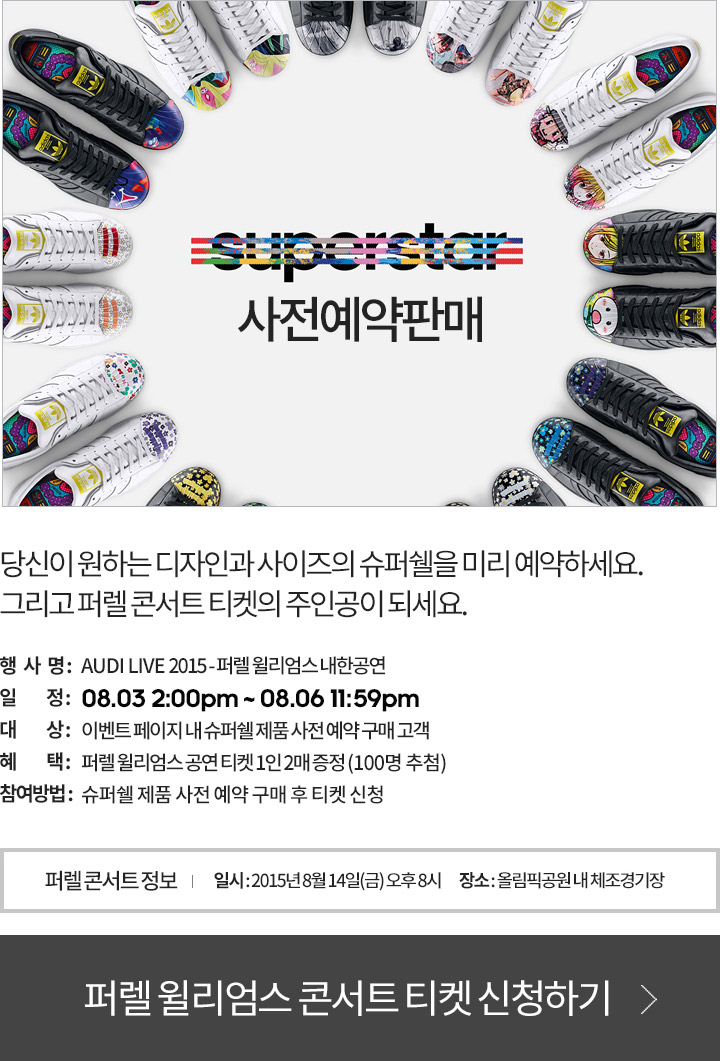 superstar
사전예약판매
당신이 원하는 디자인과 사이즈의 슈퍼쉘을 미리 예약하세요.
그리고 퍼렐 콘서트 티켓의 주인공이 되세요.
행 사 명 : AUDI LIVE 2015 - 퍼렐 윌리엄스 내한공연
일 정 : 08.03 2:00pm ~ 08.06 11:59pm
대 상 : 이벤트 페이지 내 슈퍼쉘 제품 사전 예약 구매 고객
혜 택 : 퍼렐 윌리엄스 공연 티켓 1인 2매 증정 (100명 추첨)
참여방법 : 슈퍼쉘 제품 사전 예약 구매 후 티켓 신청
퍼렐 콘서트 정보 | 일시 : 2015년 8월 14일(금) 오후 8시 장소 : 올림픽공원 내 체조경기장
퍼렐 윌리엄스 콘서트 티켓 신청하기